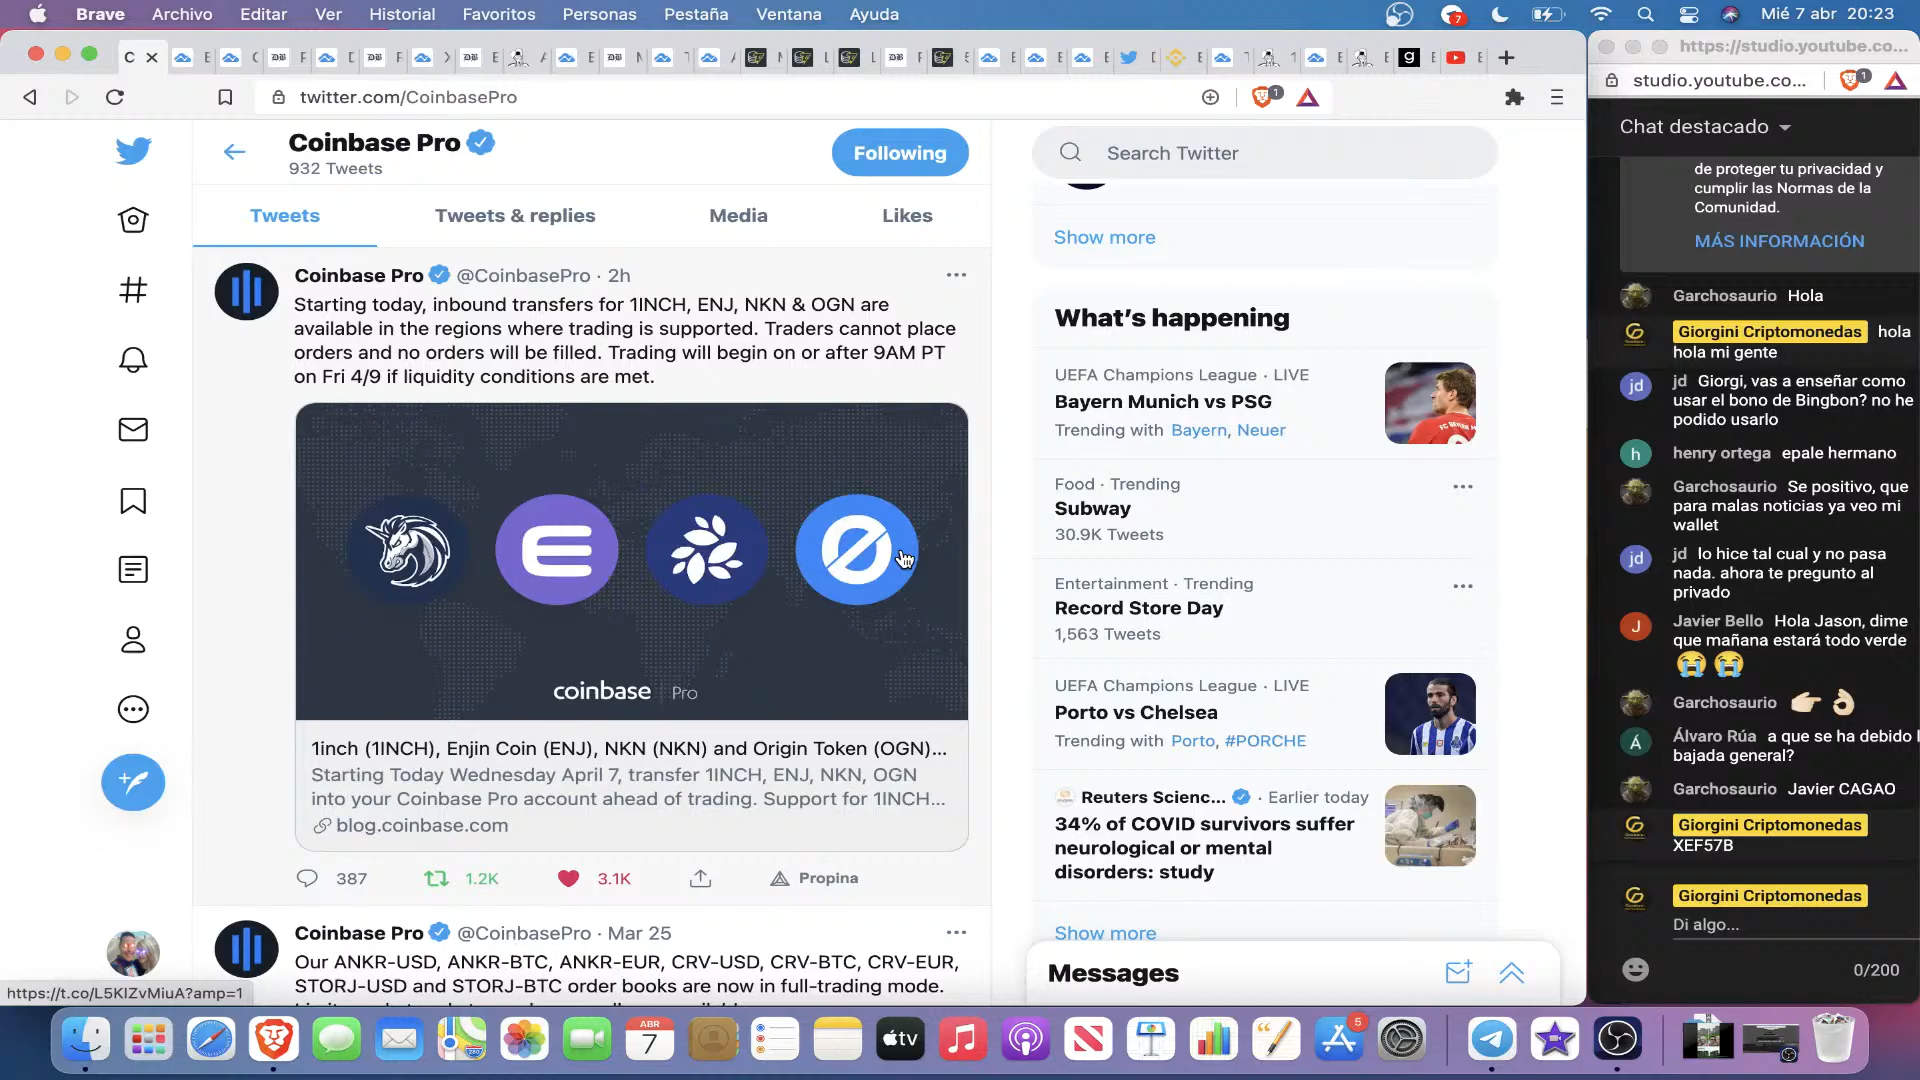 Brave Archivo Editar Ver Historial Favoritos Personas Pestaña Ventana Ayuda
7
Mié 7 abr 20:23
twitter.com/CoinbasePro
1
Coinbase Pro
932 Tweets
Following
Tweets
Tweets & replies
Media
Likes
Coinbase Pro @CoinbasePro · 2h
Starting today, inbound transfers for 1INCH, ENJ, NKN & OGN are
available in the regions where trading is supported. Traders cannot place
orders and no orders will be filled. Trading will begin on or after 9AM PT
on Fri 4/9 if liquidity conditions are met.
coinbase Pro
1inch (1INCH), Enjin Coin (ENJ), NKN (NKN) and Origin Token (OGN)...
Starting Today Wednesday April 7, transfer 1INCH, ENJ, NKN, OGN
into your Coinbase Pro account ahead of trading. Support for 1INCH...
blog.coinbase.com
387
1.2K
3.1K
Propina
Coinbase Pro @CoinbasePro · Mar 25
Our ANKR-USD, ANKR-BTC, ANKR-EUR, CRV-USD, CRV-BTC, CRV-EUR,
STORJ-USD and STORJ-BTC order books are now in full-trading mode.
https://t.co/L5KIZvMiuA?amp=1
Search Twitter
Show more
What's happening
UEFA Champions League · LIVE
Bayern Munich vs PSG
Trending with Bayern, Neuer
Food · Trending
Subway
30.9K Tweets
Entertainment · Trending
Record Store Day
1,563 Tweets
UEFA Champions League · LIVE
Porto vs Chelsea
Trending with Porto, #PORCHE
Reuters Scienc... · Earlier today
34% of COVID survivors suffer
neurological or mental
disorders: study
Show more
Messages
https://studio.youtube.co...
studio.youtube.co...
1
Chat destacado
de proteger tu privacidad y
cumplir las Normas de la
Comunidad.
MÁS INFORMACIÓN
Garchosaurio Hola
Giorgini Criptomonedas hola
hola mi gente
jd Giorgi, vas a enseñar como
usar el bono de Bingbon? no he
podido usarlo
henry ortega epale hermano
Garchosaurio Se positivo, que
para malas noticias ya veo mi
wallet
jd lo hice tal cual y no pasa
nada. ahora te pregunto al
privado
Javier Bello Hola Jason, dime
que mañana estará todo verde
Garchosaurio
Álvaro Rúa a que se ha debido l
bajada general?
Garchosaurio Javier CAGAO
Giorgini Criptomonedas
XEF57B
Giorgini Criptomonedas
Di algo...
0/200
ABR
7
tv
5